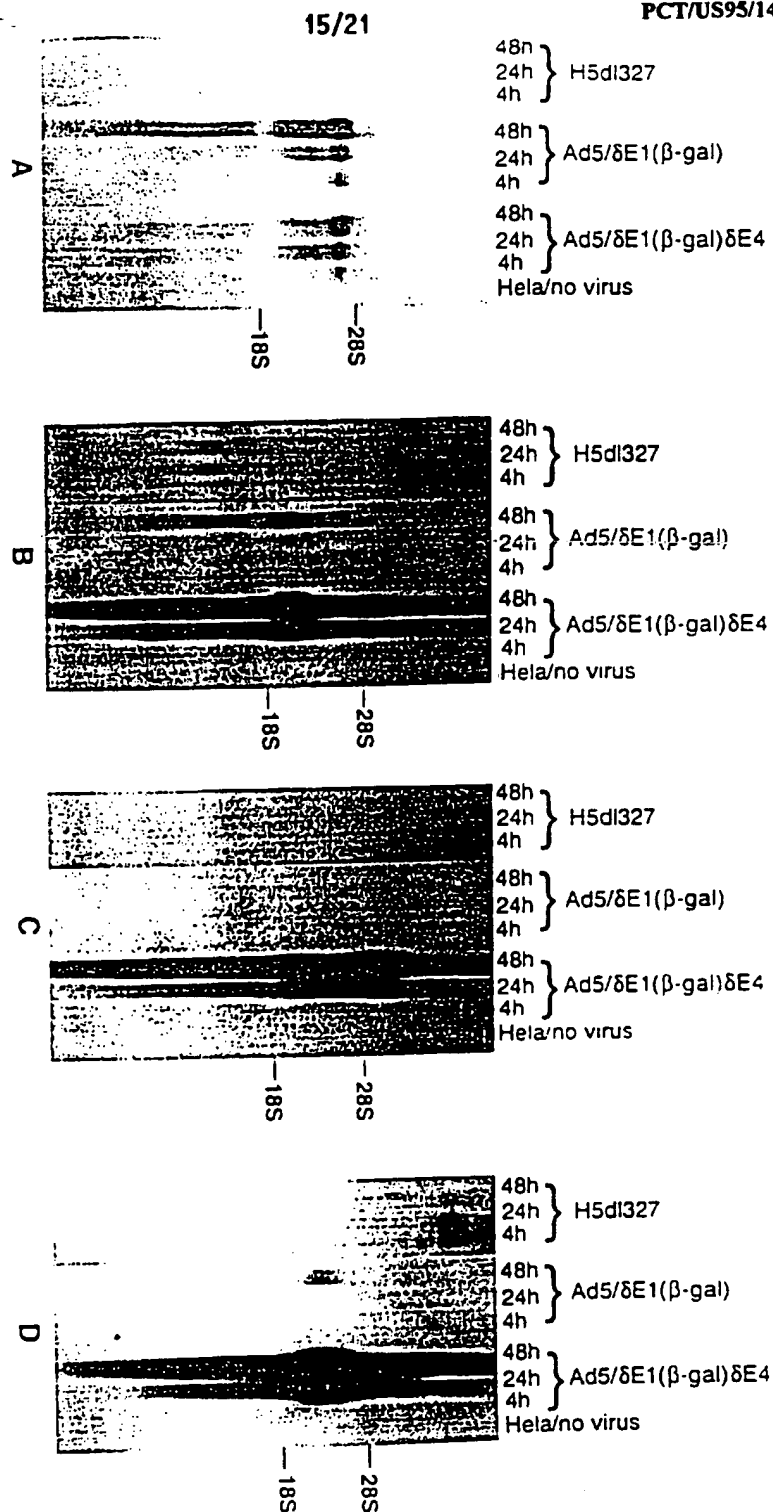 15/21
PCT/US95/14
48h
24h
4h
} H5dl327
48h
24h
4h
} Ad5/δE1(β-gal)
48h
24h
4h
} Ad5/δE1(β-gal)δE4
Hela/no virus
A
—18S
—28S
48h
24h
4h
} H5dl327
48h
24h
4h
} Ad5/δE1(β-gal)
48h
24h
4h
} Ad5/δE1(β-gal)δE4
Hela/no virus
B
—18S
—28S
48h
24h
4h
} H5dl327
48h
24h
4h
} Ad5/δE1(β-gal)
48h
24h
4h
} Ad5/δE1(β-gal)δE4
Hela/no virus
C
—18S
—28S
48h
24h
4h
} H5dl327
48h
24h
4h
} Ad5/δE1(β-gal)
48h
24h
4h
} Ad5/δE1(β-gal)δE4
Hela/no virus
D
—18S
—28S